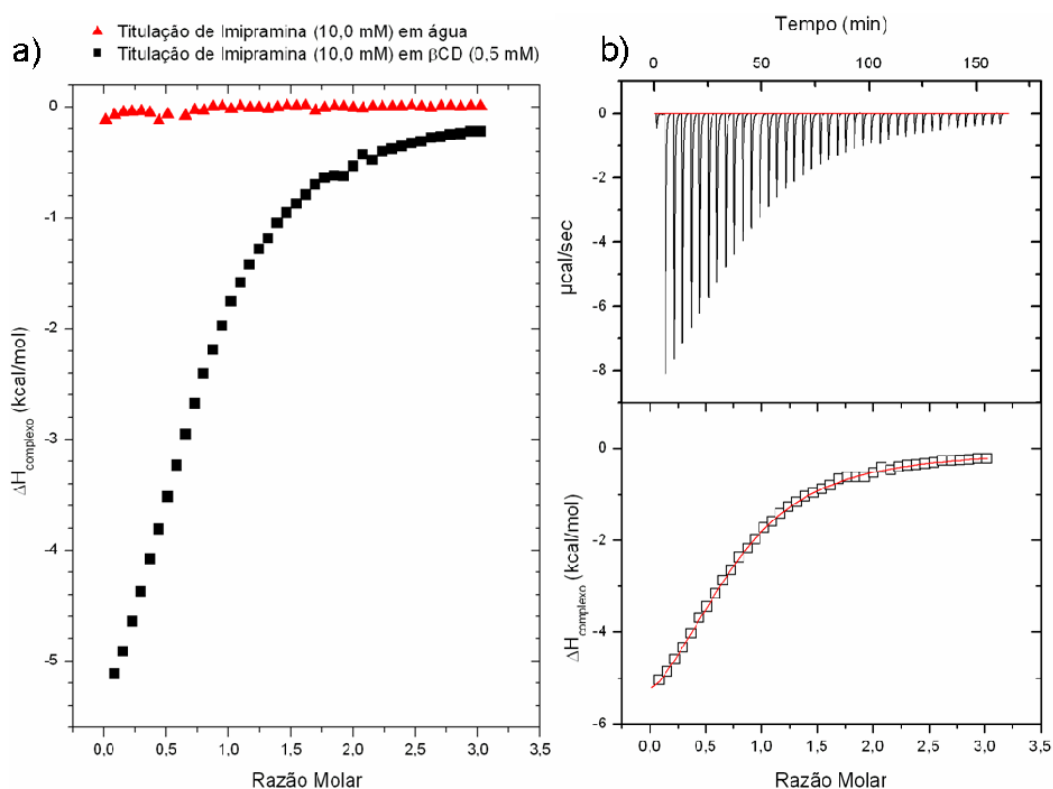 a)
Titulação de Imipramina (10,0 mM) em água
Titulação de Imipramina (10,0 mM) em βCD (0,5 mM)
0
-1
-2
-3
-4
-5
ΔHcomplexo (kcal/mol)
0,0 0,5 1,0 1,5 2,0 2,5 3,0 3,5
Razão Molar
b)
Tempo (min)
0 50 100 150
0
-2
-4
-6
-8
µcal/sec
0
-2
-4
-6
ΔHcomplexo (kcal/mol)
0,0 0,5 1,0 1,5 2,0 2,5 3,0 3,5
Razão Molar